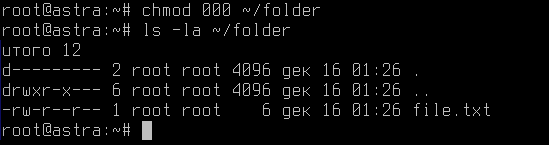 root@astra:~# chmod 000 ~/folder
root@astra:~# ls -la ~/folder
итого 12
d--------- 2 root root 4096 дек 16 01:26 .
drwxr-x--- 6 root root 4096 дек 16 01:26 ..
-rw-r--r-- 1 root root    6 дек 16 01:26 file.txt
root@astra:~#